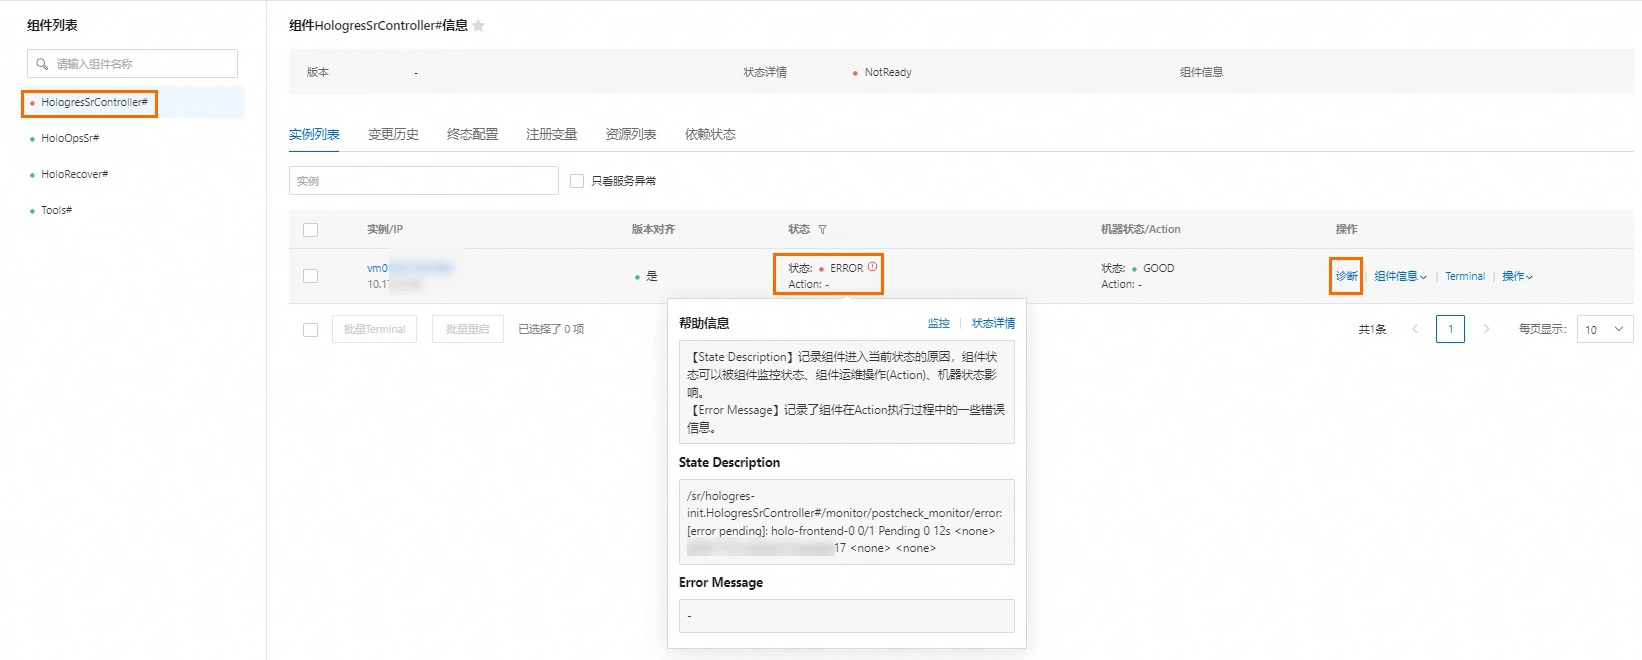 组件列表
请输入组件名称
HologresSrController#
HoloOpsSr#
HoloRecover#
Tools#
组件HologresSrController#信息
版本 - 状态详情 NotReady 组件信息
实例列表 变更历史 终态配置 注册变量 资源列表 依赖状态
实例 只看服务异常
实例/IP 版本对齐 状态 机器状态/Action 操作
vm0 是 状态: ERROR 状态: GOOD 诊断 组件信息 Terminal 操作
10.1 Action: - Action: -
批量Terminal 批量重启 已选择了 0 项 共1条 1 每页显示: 10
帮助信息 监控 状态详情
【State Description】记录组件进入当前状态的原因，组件状
态可以被组件监控状态、组件运维操作(Action)、机器状态影
响。
【Error Message】记录了组件在Action执行过程中的一些错误
信息。
State Description
/sr/hologres-
init.HologresSrController#/monitor/postcheck_monitor/error:
[error pending]: holo-frontend-0 0/1 Pending 0 12s <none>
17 <none> <none>
Error Message
-